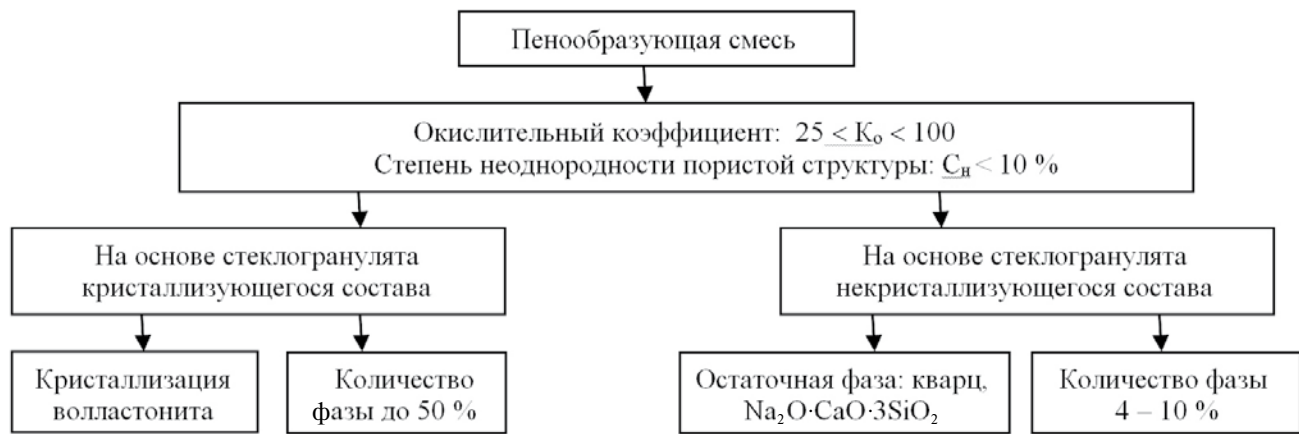 Пенообразующая смесь
Окислительный коэффициент: 25 < Kₒ < 100
Степень неоднородности пористой структуры: Cₙ < 10 %
На основе стеклогранулята
кристаллизующегося состава
На основе стеклогранулята
некристаллизующегося состава
Кристаллизация
волластонита
Количество
фазы до 50 %
Остаточная фаза: кварц,
Na₂O·CaO·3SiO₂
Количество фазы
4 – 10 %